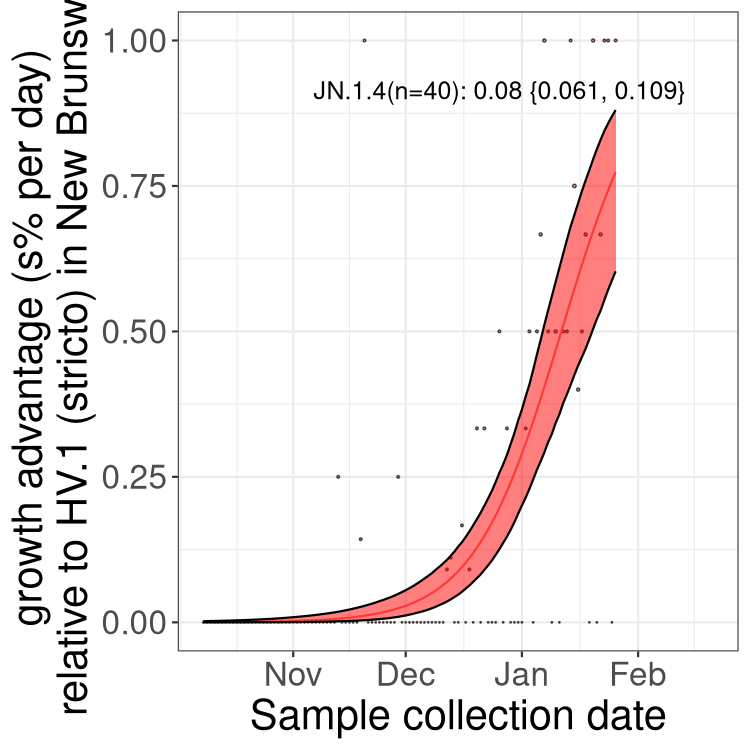 growth advantage (s% per day)
relative to HV.1 (stricto) in New Brunsw
1.00
0.75
0.50
0.25
0.00
JN.1.4(n=40): 0.08 {0.061, 0.109}
Nov Dec Jan Feb
Sample collection date